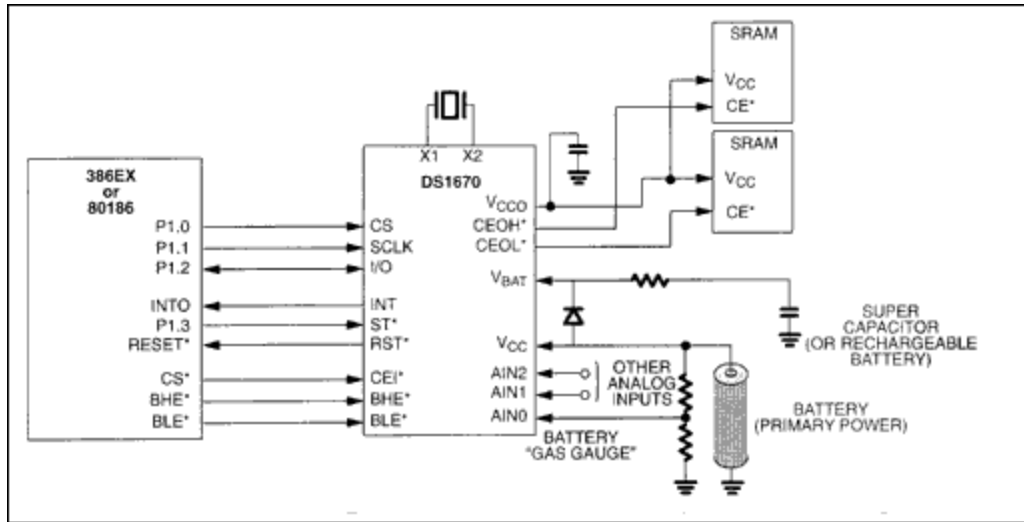 SRAM
VCC
CE*
SRAM
VCC
CE*
X1 X2
DS1670
386EX
or
80186
P1.0
P1.1
P1.2
INTO
P1.3
RESET*
CS*
BHE*
BLE*
CS
SCLK
I/O
INT
ST*
RST*
CEI*
BHE*
BLE*
VCCO
CEOH*
CEOL*
VBAT
VCC
AIN2
AIN1
AIN0
OTHER
ANALOG
INPUTS
BATTERY
"GAS GAUGE"
SUPER
CAPACITOR
(OR RECHARGEABLE
BATTERY)
BATTERY
(PRIMARY POWER)